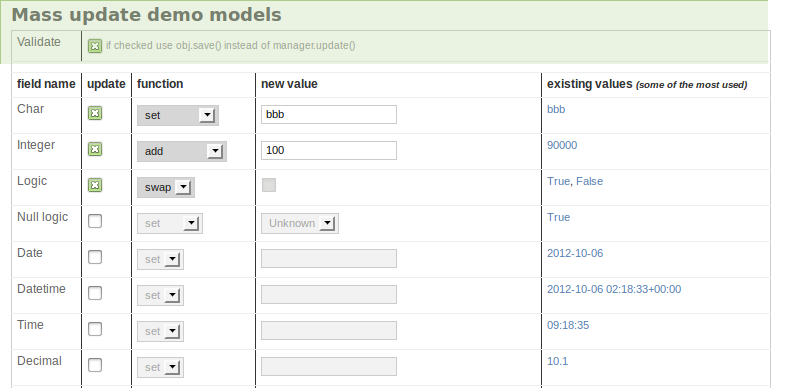 Mass update demo models
Validate if checked use obj.save() instead of manager.update()
field name update function new value existing values (some of the most used)
Char set bbb bbb
Integer add 100 90000
Logic swap True, False
Null logic set Unknown True
Date set 2012-10-06
Datetime set 2012-10-06 02:18:33+00:00
Time set 09:18:35
Decimal set 10.1